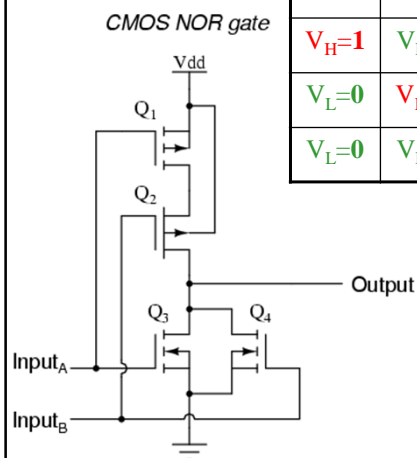 CMOS NOR gate
V_H=1
V_L=0
V_L=0
Vdd
Q₁
Q₂
Output
Q₃
Q₄
Input_A
Input_B